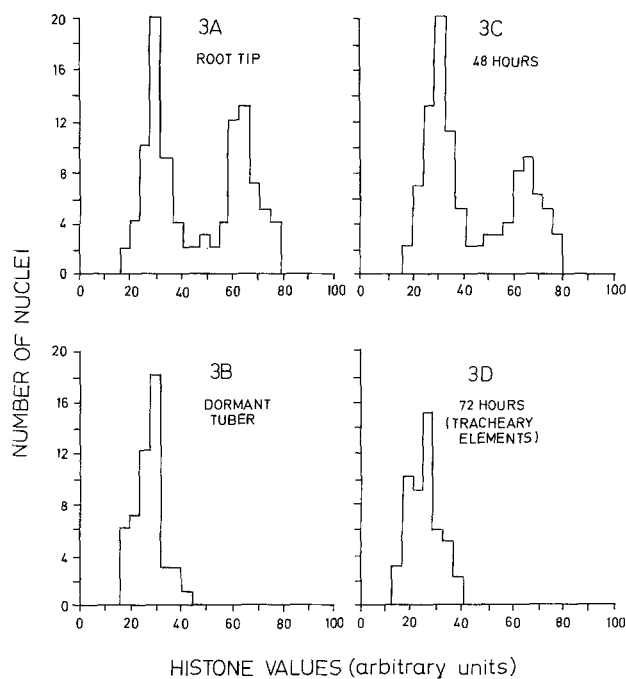 NUMBER OF NUCLEI
3A
ROOT TIP
20
16
12
8
4
0
0 20 40 60 80 100
3C
48 HOURS
0 20 40 60 80 100
3B
DORMANT
TUBER
20
16
12
8
4
0
0 20 40 60 80 100
3D
72 HOURS
(TRACHEARY
ELEMENTS)
0 20 40 60 80 100
HISTONE VALUES (arbitrary units)